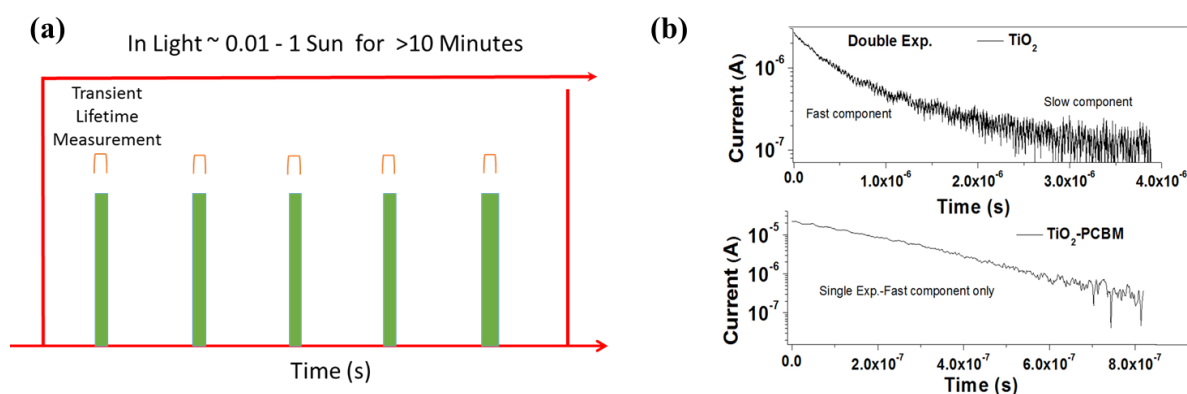 (a)
In Light ~ 0.01 - 1 Sun for >10 Minutes
Transient
Lifetime
Measurement
Time (s)
(b)
Double Exp.
TiO₂
Current (A)
10⁻⁶
10⁻⁷
Fast component
Slow component
0.0
1.0x10⁻⁶
2.0x10⁻⁶
3.0x10⁻⁶
4.0x10⁻⁶
Time (s)
TiO₂-PCBM
Current (A)
10⁻⁵
10⁻⁶
10⁻⁷
Single Exp.-Fast component only
0.0
2.0x10⁻⁷
4.0x10⁻⁷
6.0x10⁻⁷
8.0x10⁻⁷
Time (s)